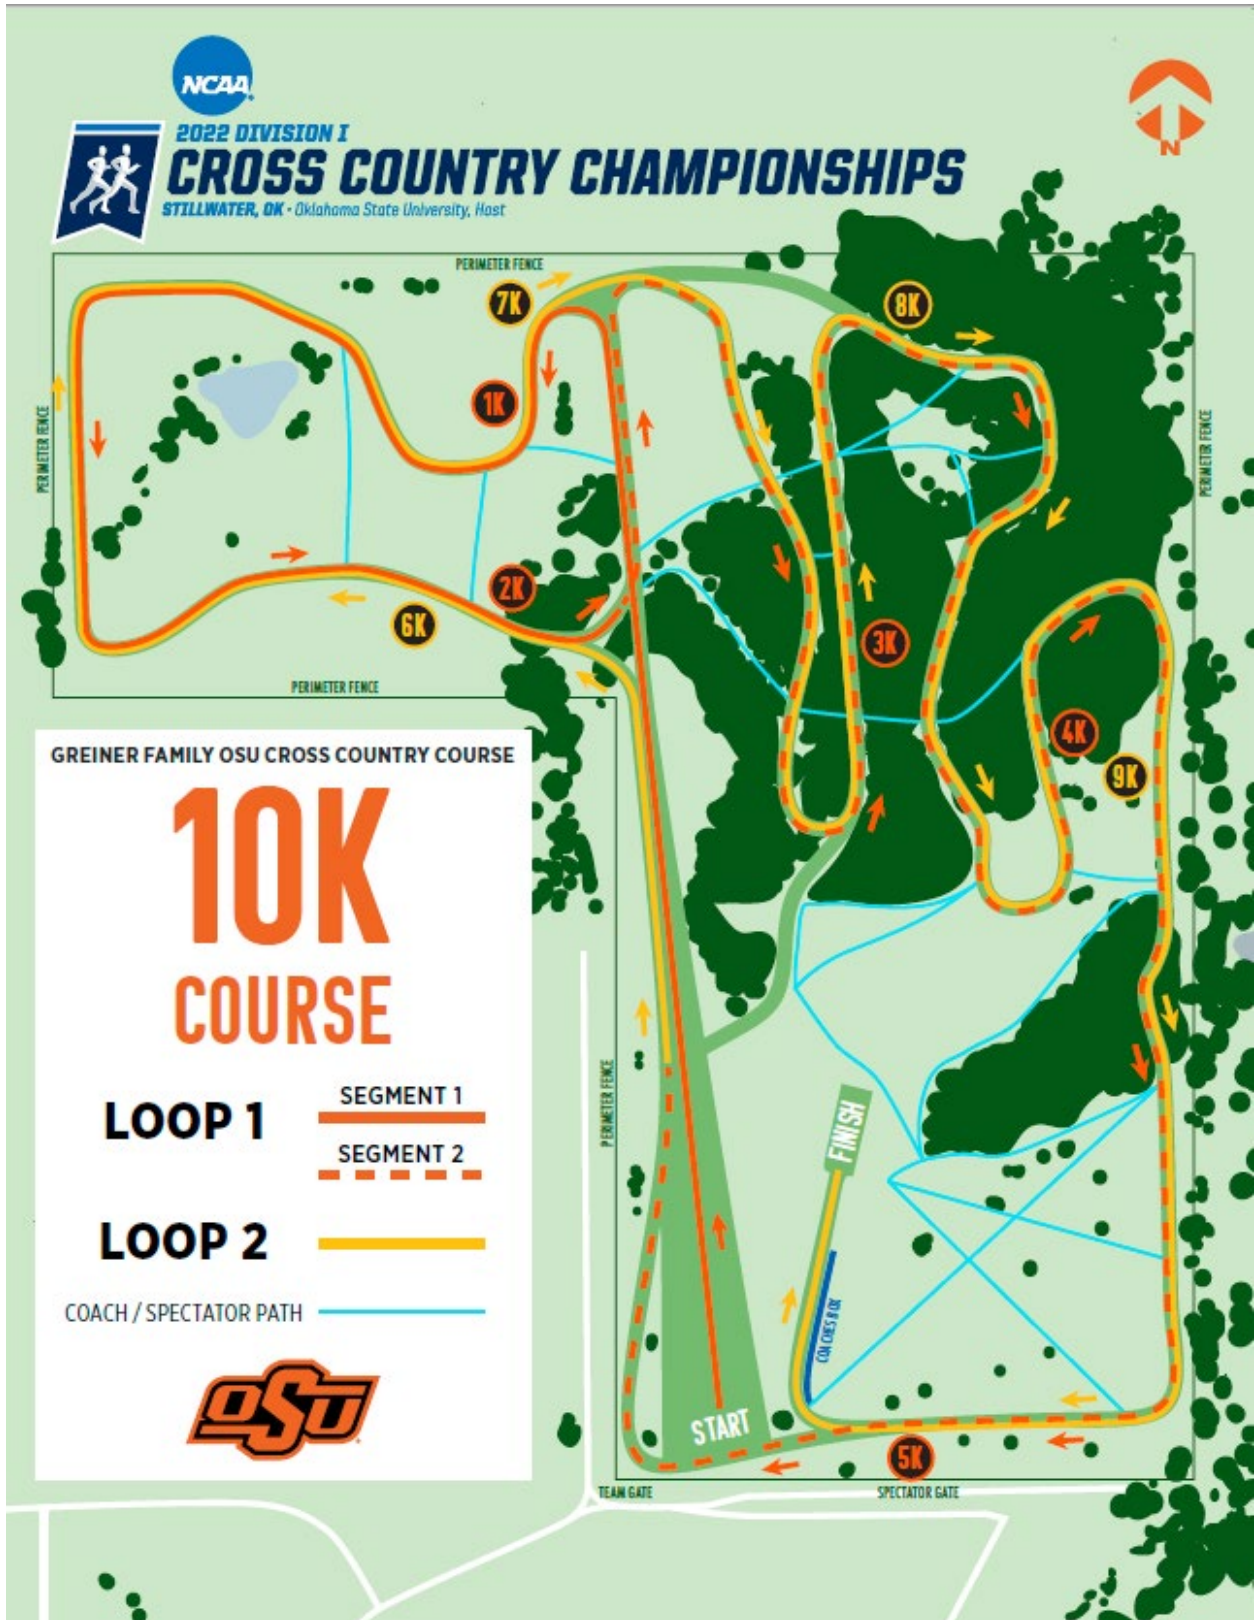 NCAA
2022 DIVISION I
CROSS COUNTRY CHAMPIONSHIPS
STILLWATER, OK • Oklahoma State University, Host
N
PERIMETER FENCE
7K
8K
1K
PERIMETER FENCE
PERIMETER FENCE
2K
6K
3K
PERIMETER FENCE
4K
9K
GREINER FAMILY OSU CROSS COUNTRY COURSE
10K
COURSE
LOOP 1
SEGMENT 1
SEGMENT 2
LOOP 2
COACH / SPECTATOR PATH
OSU
PERIMETER FENCE
FINISH
COACHES BOX
START
5K
TEAM GATE
SPECTATOR GATE